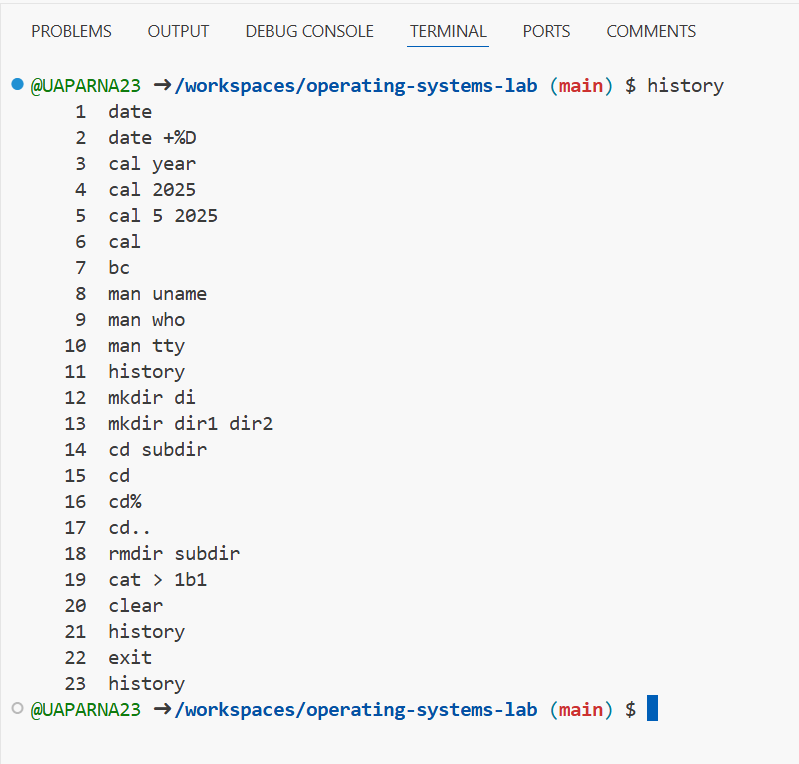 PROBLEMS OUTPUT DEBUG CONSOLE TERMINAL PORTS COMMENTS
@UAPARNA23 →/workspaces/operating-systems-lab (main) $ history
1 date
2 date +%D
3 cal year
4 cal 2025
5 cal 5 2025
6 cal
7 bc
8 man uname
9 man who
10 man tty
11 history
12 mkdir di
13 mkdir dir1 dir2
14 cd subdir
15 cd
16 cd%
17 cd..
18 rmdir subdir
19 cat > 1b1
20 clear
21 history
22 exit
23 history
@UAPARNA23 →/workspaces/operating-systems-lab (main) $